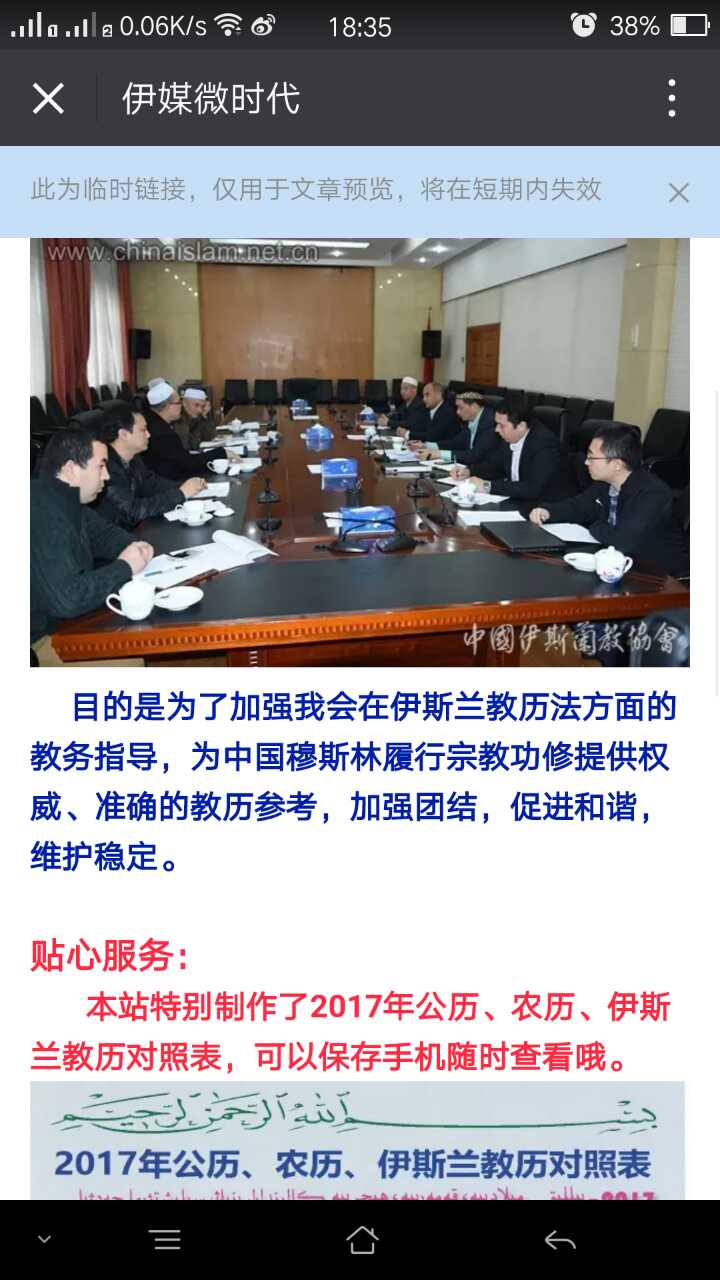 1 2 0.06K/s 18:35 38%
伊媒微时代
此为临时链接，仅用于文章预览，将在短期内失效
www.chinaislam.net.cn
中國伊斯蘭教協會
目的是为了加强我会在伊斯兰教历法方面的
教务指导，为中国穆斯林履行宗教功修提供权
威、准确的教历参考，加强团结，促进和谐，
维护稳定。
贴心服务：
本站特别制作了2017年公历、农历、伊斯
兰教历对照表，可以保存手机随时查看哦。
بسم الله الرحمن الرحيم
2017年公历、农历、伊斯兰教历对照表